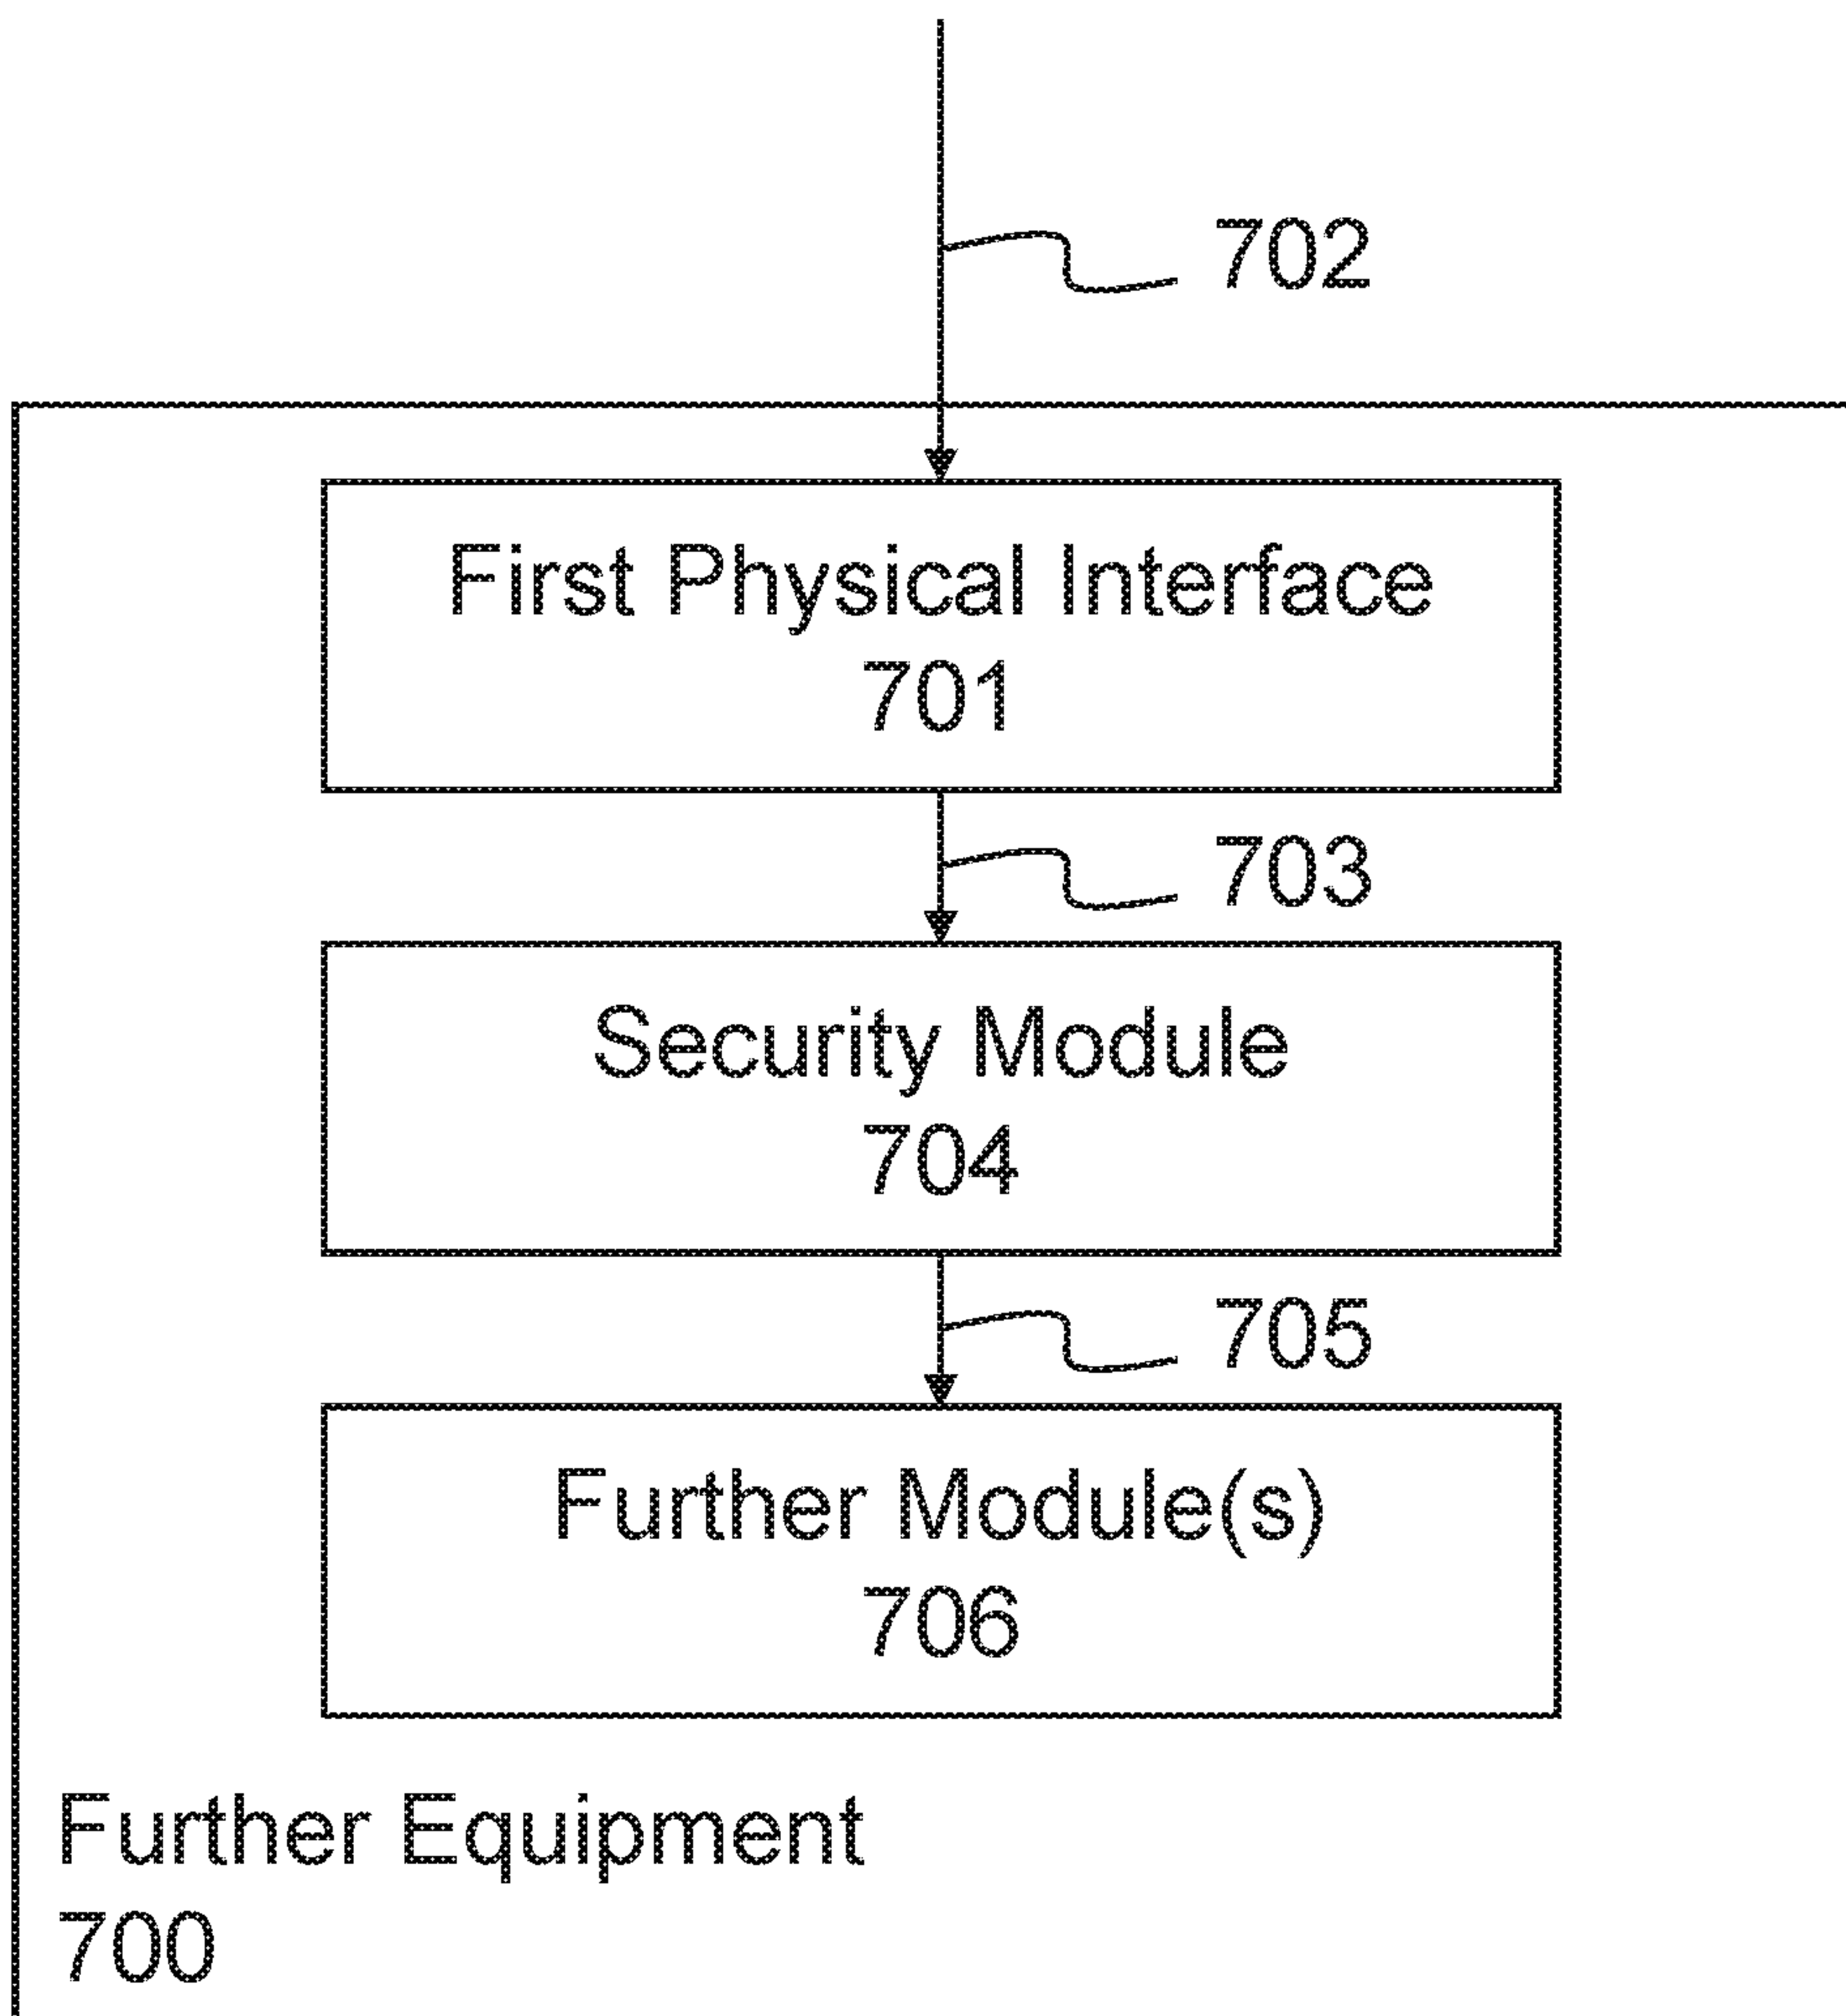 702
First Physical Interface
701
703
Security Module
704
705
Further Module(s)
706
Further Equipment
700